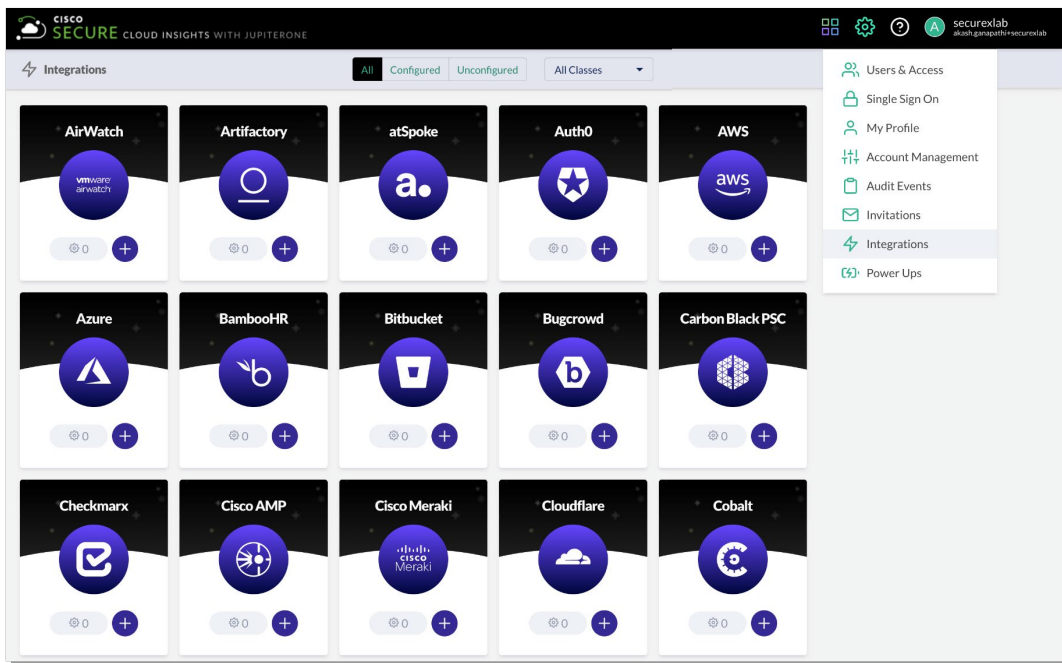 CISCO
SECURE CLOUD INSIGHTS WITH JUPITERONE
A
securexlab
akash.ganapathi+securexlab
Integrations
All Configured Unconfigured All Classes
Users & Access
Single Sign On
My Profile
Account Management
Audit Events
Invitations
Integrations
Power Ups
AirWatch Artifactory atSpoke Auth0 AWS
vmware
airwatch
a.
aws
0 0 0 0 0
Azure BambooHR Bitbucket Bugcrowd Carbon Black PSC
b b
0 0 0 0 0
Checkmarx Cisco AMP Cisco Meraki Cloudflare Cobalt
CISCO
Meraki
0 0 0 0 0